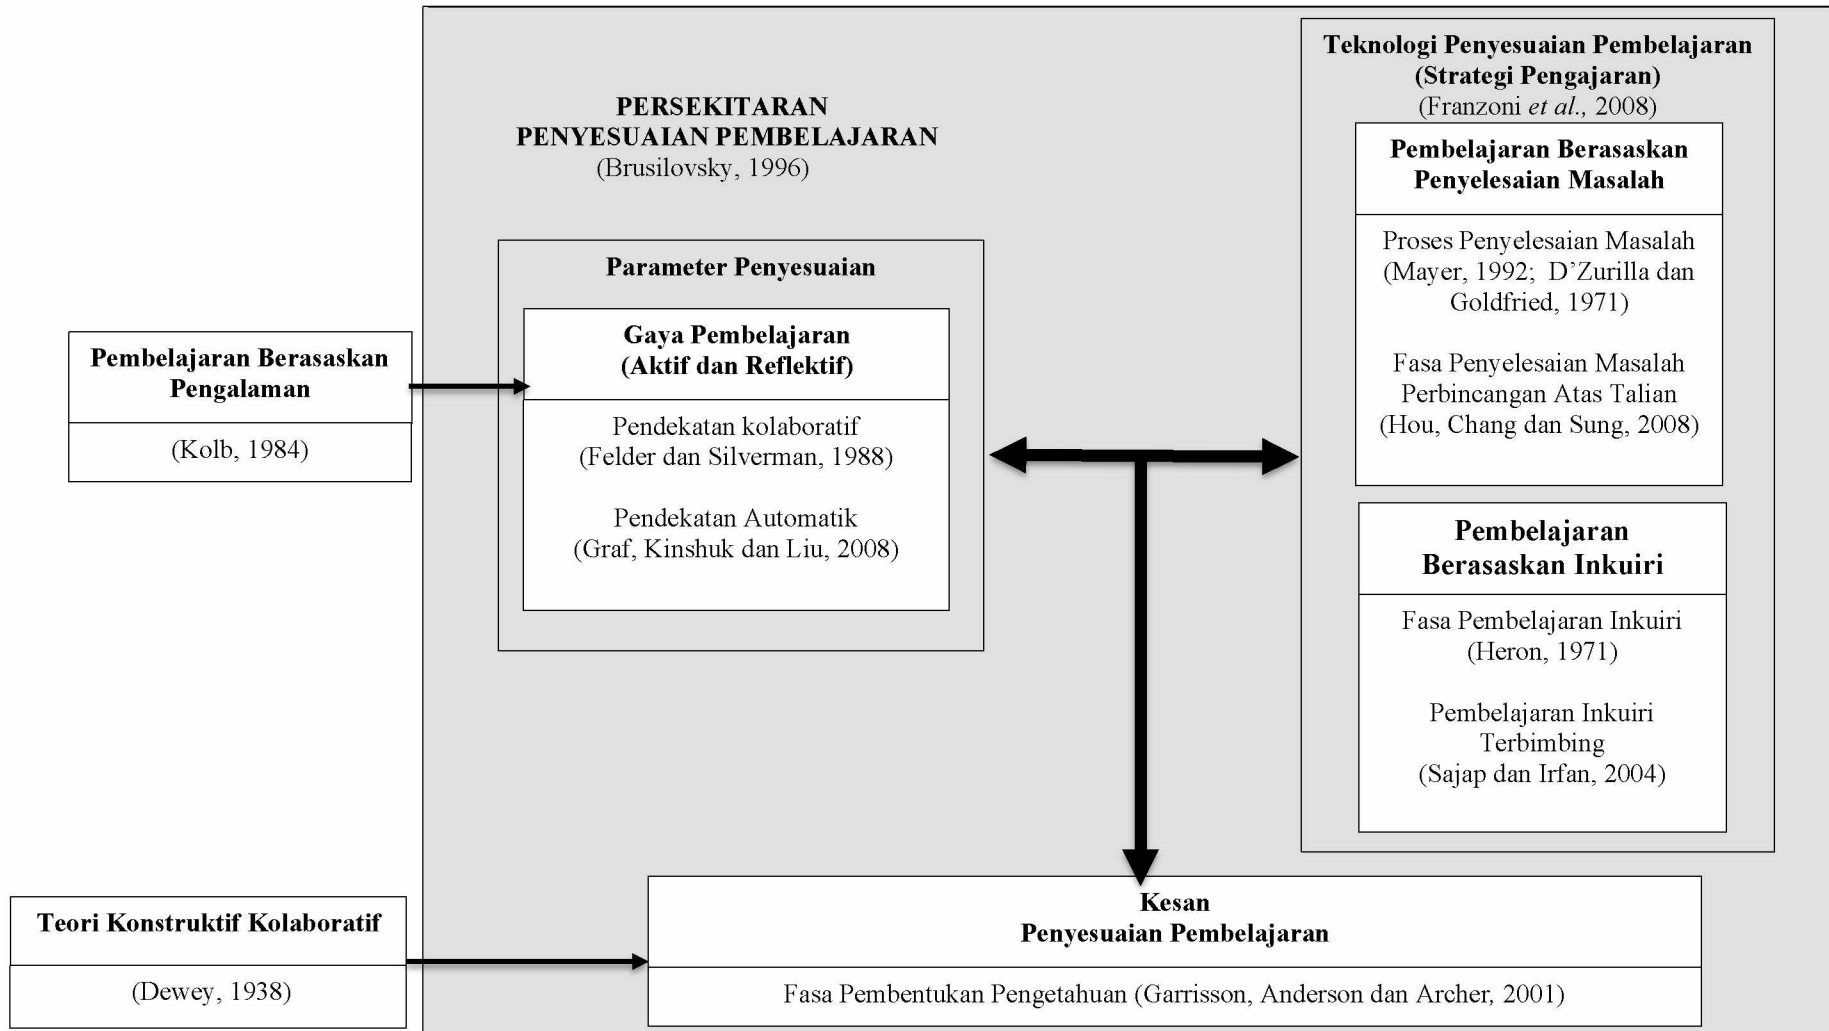 PERSEKITARAN
PENYESUAIAN PEMBELAJARAN
(Brusilovsky, 1996)
Teknologi Penyesuaian Pembelajaran
(Strategi Pengajaran)
(Franzoni et al., 2008)
Pembelajaran Berasaskan
Penyelesaian Masalah
Proses Penyelesaian Masalah
(Mayer, 1992;  D’Zurilla dan
Goldfried, 1971)
Fasa Penyelesaian Masalah
Perbincangan Atas Talian
(Hou, Chang dan Sung, 2008)
Pembelajaran
Berasaskan Inkuiri
Fasa Pembelajaran Inkuiri
(Heron, 1971)
Pembelajaran Inkuiri
Terbimbing
(Sajap dan Irfan, 2004)
Parameter Penyesuaian
Gaya Pembelajaran
(Aktif dan Reflektif)
Pendekatan kolaboratif
(Felder dan Silverman, 1988)
Pendekatan Automatik
(Graf, Kinshuk dan Liu, 2008)
Pembelajaran Berasaskan
Pengalaman
(Kolb, 1984)
Teori Konstruktif Kolaboratif
(Dewey, 1938)
Kesan
Penyesuaian Pembelajaran
Fasa Pembentukan Pengetahuan (Garrisson, Anderson dan Archer, 2001)